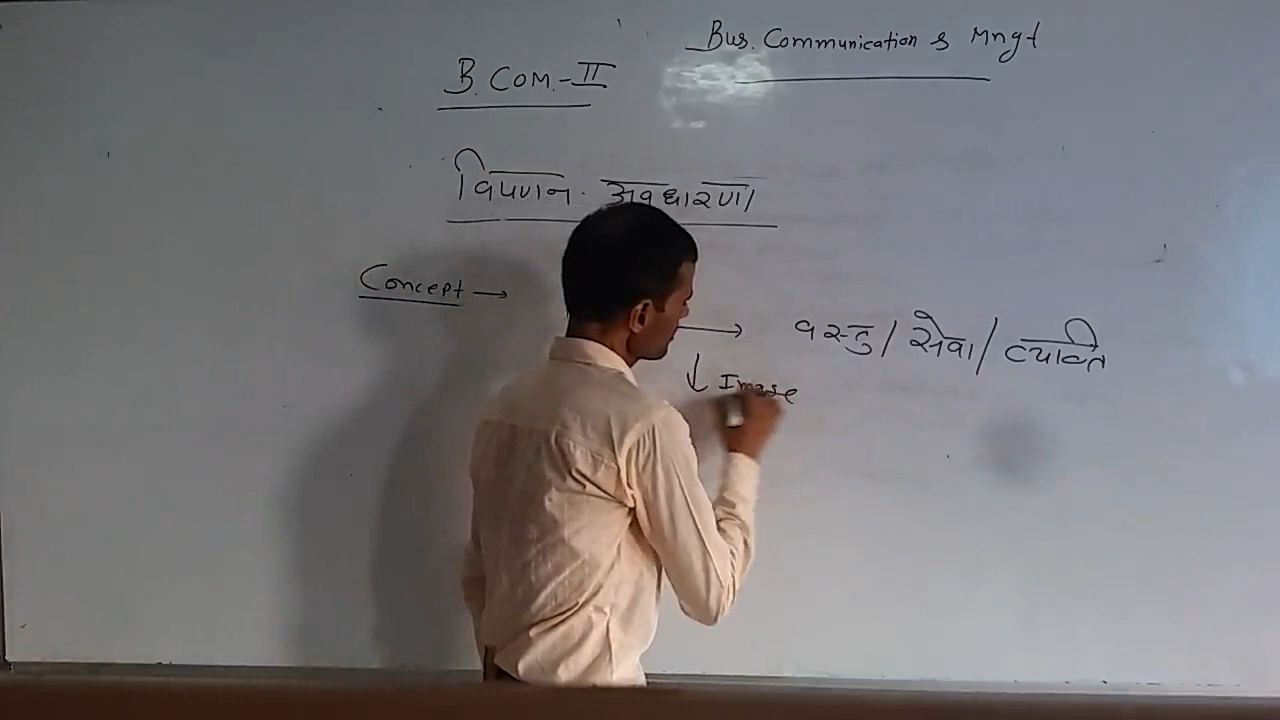 Bus. Communication & Mngt
B. COM.-II
विपणन अवधारणा
Concept →
→ वस्तु / सेवा / व्यक्ति
↓ Image